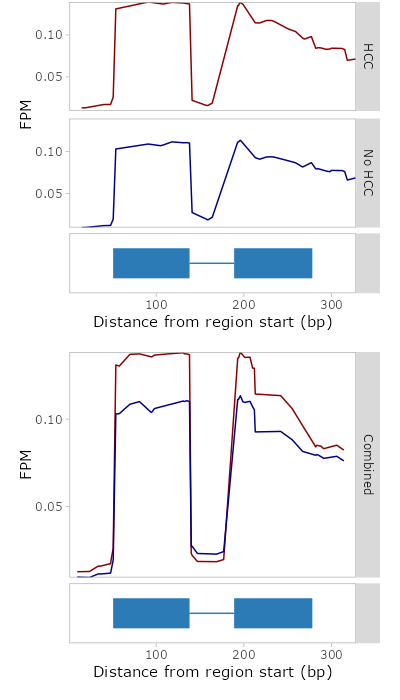 0.10
0.05
HCC
FPM
0.10
0.05
No HCC
100 200 300
Distance from region start (bp)
0.10
0.05
FPM
Combined
100 200 300
Distance from region start (bp)